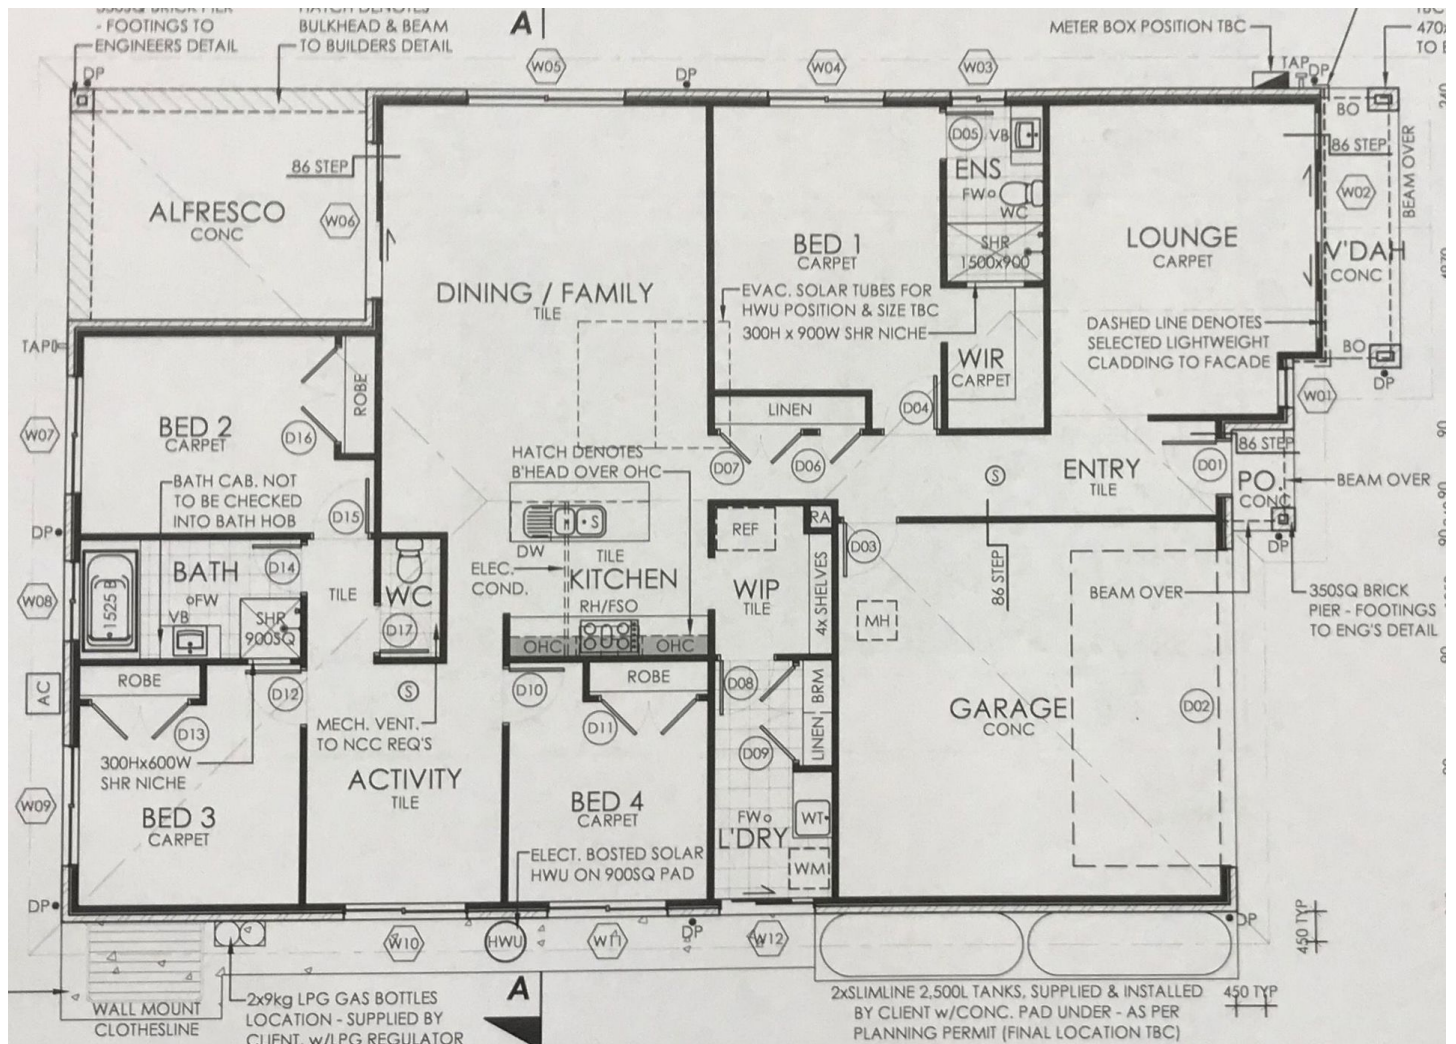 350SQ BRICK PIER
- FOOTINGS TO
ENGINEERS DETAIL
HATCH DENOTES
BULKHEAD & BEAM
TO BUILDERS DETAIL
A
METER BOX POSITION TBC
TBC
470
TO
DP
W05
DP
W04
W03
TAP
DP
BO
240
86 STEP
D05
VB
ENS
FW
WC
86 STEP
W02
BEAM OVER
ALFRESCO
CONC
W06
BED 1
CARPET
SHR
1500x900
LOUNGE
CARPET
V'DAH
CONC
DINING / FAMILY
TILE
EVAC. SOLAR TUBES FOR
HWU POSITION & SIZE TBC
300H x 900W SHR NICHE
DASHED LINE DENOTES
SELECTED LIGHTWEIGHT
CLADDING TO FACADE
BO
DP
TAP
WIR
CARPET
W01
ROBE
LINEN
D04
W07
BED 2
CARPET
D16
D07
D06
HATCH DENOTES
B'HEAD OVER OHC
S
ENTRY
TILE
D01
86 STEP
PO.
CONC
BEAM OVER
BATH CAB. NOT
TO BE CHECKED
INTO BATH HOB
D15
DP
S
DW
TILE
REF
RA
D03
DP
BATH
FW
VB
1525 B
D14
SHR
900SQ
TILE
WC
D17
ELEC.
COND.
KITCHEN
RH/FSO
WIP
TILE
4x SHELVES
MH
86 STEP
BEAM OVER
350SQ BRICK
PIER - FOOTINGS
TO ENG'S DETAIL
W08
OHC
OHC
AC
ROBE
D12
S
D10
ROBE
D08
BRM
D13
MECH. VENT.
TO NCC REQ'S
D11
D09
LINEN
GARAGE
CONC
D02
300Hx600W
SHR NICHE
W09
BED 3
CARPET
ACTIVITY
TILE
BED 4
CARPET
FW
L'DRY
WT
ELECT. BOSTED SOLAR
HWU ON 900SQ PAD
WM
DP
W10
HWU
W11
DP
W12
DP
450 TYP
WALL MOUNT
CLOTHESLINE
2x9kg LPG GAS BOTTLES
LOCATION - SUPPLIED BY
CLIENT. w/LPG REGULATOR
A
2xSLIMLINE 2,500L TANKS, SUPPLIED & INSTALLED
BY CLIENT w/CONC. PAD UNDER - AS PER
PLANNING PERMIT (FINAL LOCATION TBC)
450 TYP